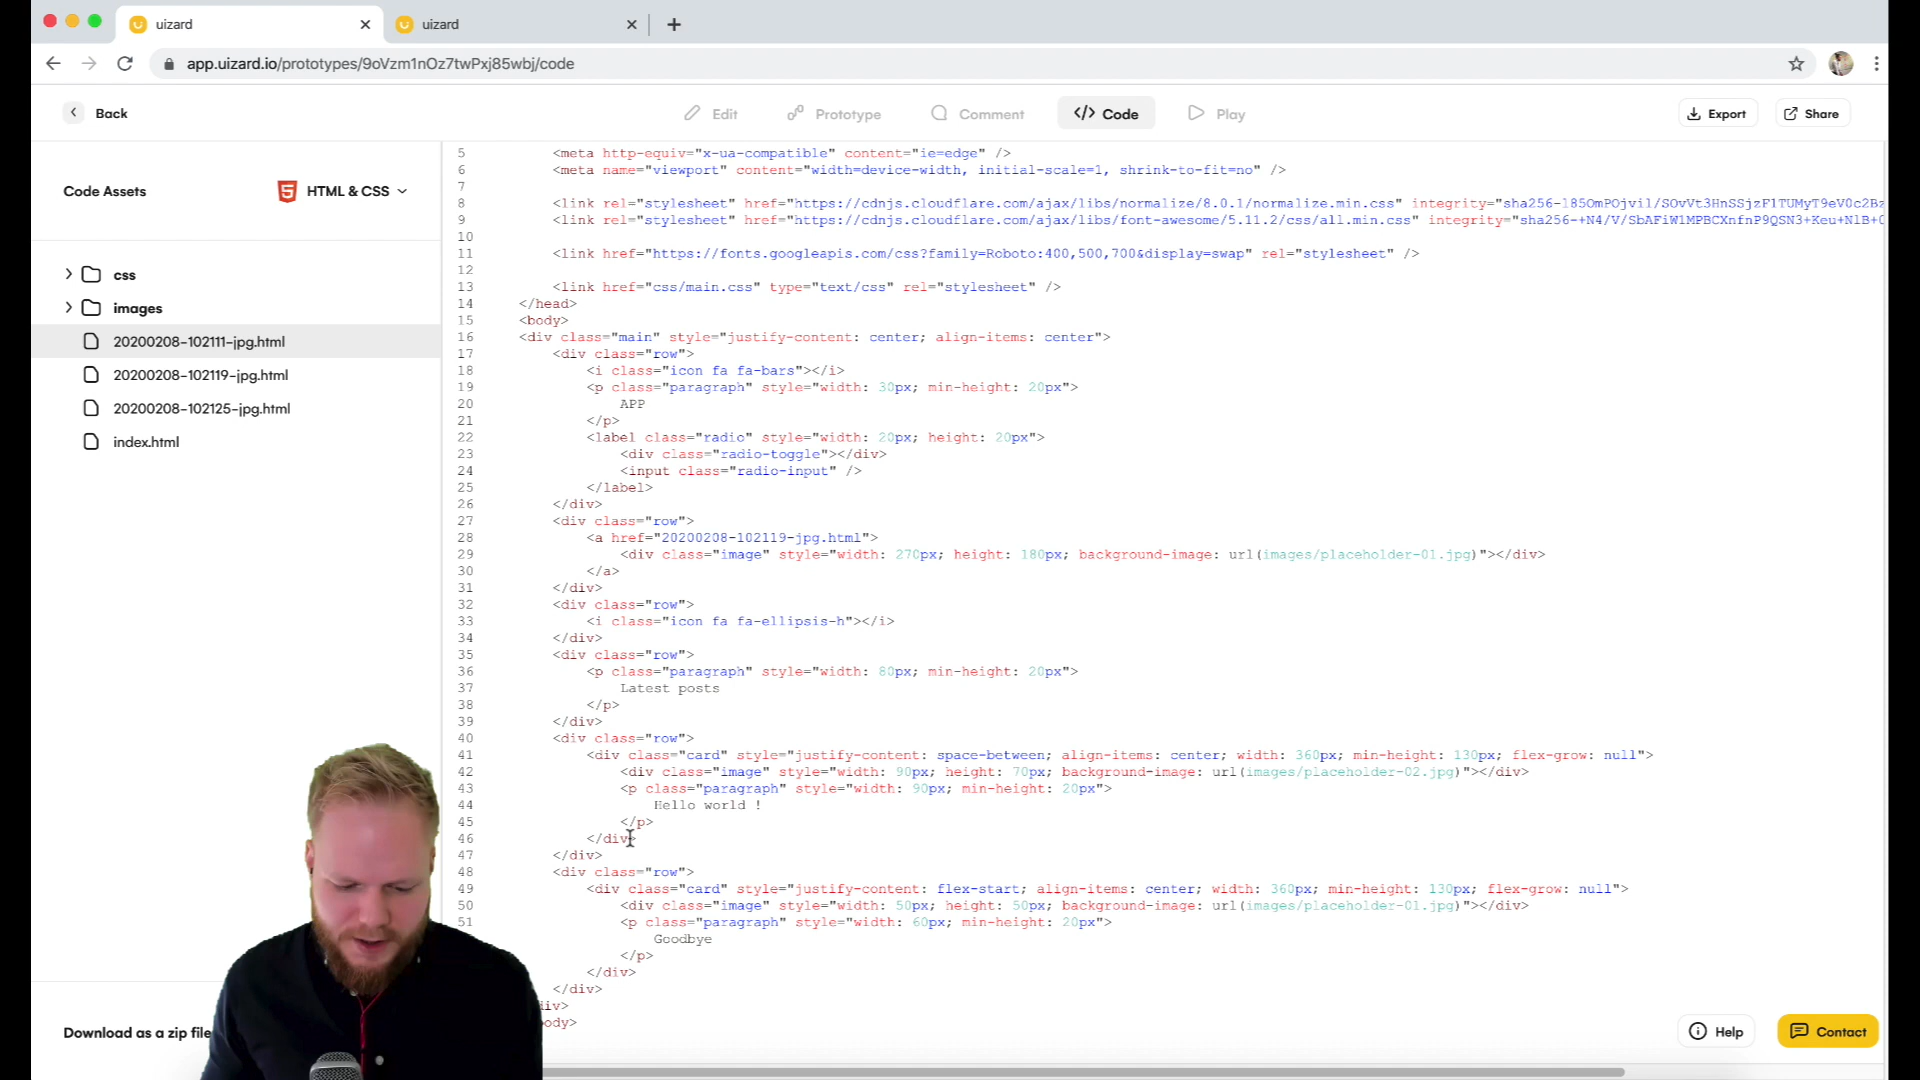 uizard
uizard
app.uizard.io/prototypes/9oVzm1nOz7twPxj85wbj/code
Back
Edit
Prototype
Comment
</> Code
Play
Export
Share
Code Assets
HTML & CSS
css
images
20200208-102111-jpg.html
20200208-102119-jpg.html
20200208-102125-jpg.html
index.html
Download as a zip file
5 <meta http-equiv="x-ua-compatible" content="ie=edge" />
6 <meta name="viewport" content="width=device-width, initial-scale=1, shrink-to-fit=no" />
7
8 <link rel="stylesheet" href="https://cdnjs.cloudflare.com/ajax/libs/normalize/8.0.1/normalize.min.css" integrity=
9 <link rel="stylesheet" href="https://cdnjs.cloudflare.com/ajax/libs/font-awesome/5.11.2/css/all.min.css" integrity=
10
11 <link href="https://fonts.googleapis.com/css?family=Roboto:400,500,700&display=swap" rel="stylesheet" />
12
13 <link href="css/main.css" type="text/css" rel="stylesheet" />
14 </head>
15 <body>
16 <div class="main" style="justify-content: center; align-items: center">
17 <div class="row">
18 <i class="icon fa fa-bars"></i>
19 <p class="paragraph" style="width: 30px; min-height: 20px">
20 APP
21 </p>
22 <label class="radio" style="width: 20px; height: 20px">
23 <div class="radio-toggle"></div>
24 <input class="radio-input" />
25 </label>
26 </div>
27 <div class="row">
28 <a href="20200208-102119-jpg.html">
29 <div class="image" style="width: 270px; height: 180px; background-image: url(images/placeholder-01.jpg)"></div>
30 </a>
31 </div>
32 <div class="row">
33 <i class="icon fa fa-ellipsis-h"></i>
34 </div>
35 <div class="row">
36 <p class="paragraph" style="width: 80px; min-height: 20px">
37 Latest posts
38 </p>
39 </div>
40 <div class="row">
41 <div class="card" style="justify-content: space-between; align-items: center; width: 360px; min-height: 130px; flex-grow: null">
42 <div class="image" style="width: 90px; height: 70px; background-image: url(images/placeholder-02.jpg)"></div>
43 <p class="paragraph" style="width: 90px; min-height: 20px">
44 Hello world !
45 </p>
46 </div>
47 </div>
48 <div class="row">
49 <div class="card" style="justify-content: flex-start; align-items: center; width: 360px; min-height: 130px; flex-grow: null">
50 <div class="image" style="width: 50px; height: 50px; background-image: url(images/placeholder-01.jpg)"></div>
51 <p class="paragraph" style="width: 60px; min-height: 20px">
Goodbye
</p>
</div>
</div>
div>
body>
Help
Contact